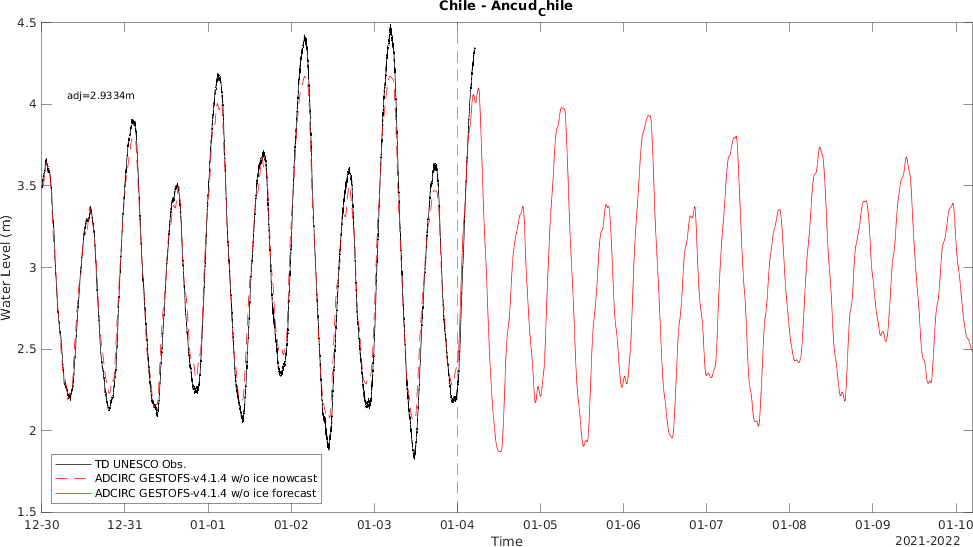 Chile - Ancud_Chile
4.5
4
3.5
3
2.5
2
1.5
Water Level (m)
adj=2.9334m
TD UNESCO Obs.
ADCIRC GESTOFS-v4.1.4 w/o ice nowcast
ADCIRC GESTOFS-v4.1.4 w/o ice forecast
12-30 12-31 01-01 01-02 01-03 01-04 01-05 01-06 01-07 01-08 01-09 01-10
Time
2021-2022